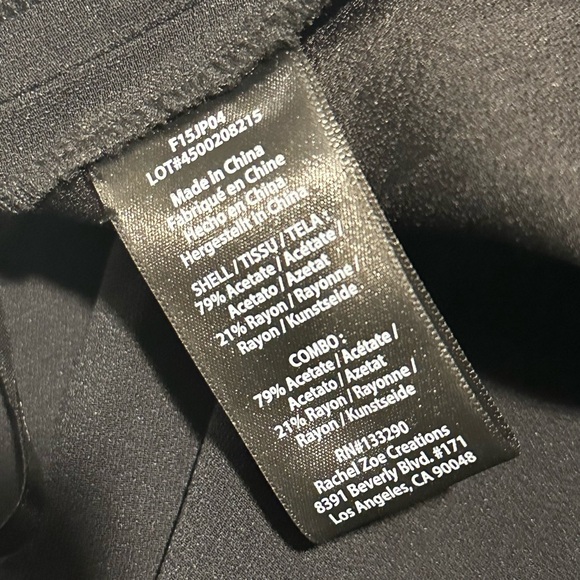 F15JP04
LOT#4500208215
Made in China
Fabriqué en Chine
Hecho en China
Hergestellt in China
SHELL / TISSU / TELA :
79% Acetate / Acétate /
Acetato / Azetat
21% Rayon / Rayonne /
Rayon / Kunstseide
COMBO :
79% Acetate / Acétate /
Acetato / Azetat
21% Rayon / Rayonne /
Rayon / Kunstseide
RN#133290
Rachel Zoe Creations
8391 Beverly Blvd. #171
Los Angeles, CA 90048